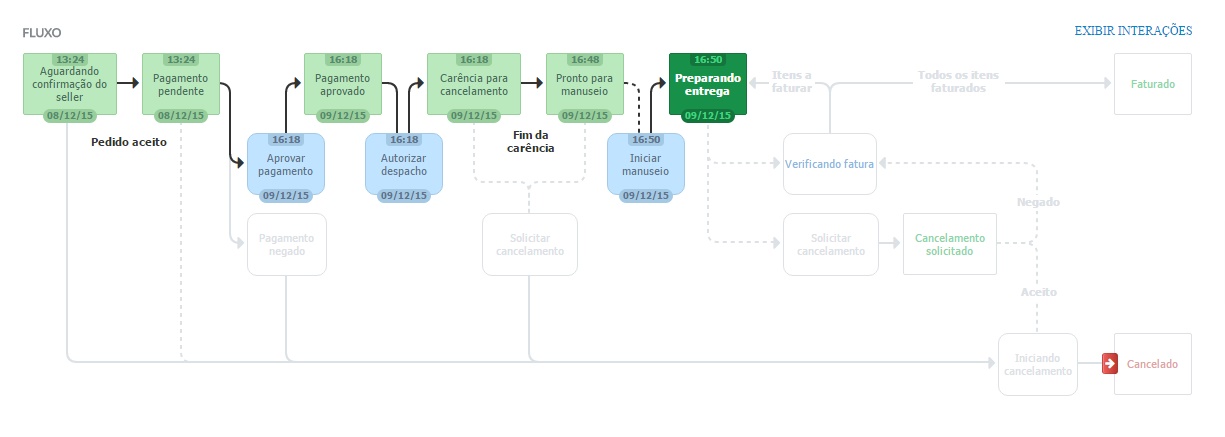 FLUXO
EXIBIR INTERAÇÕES
13:24
Aguardando
confirmação do
seller
08/12/15
13:24
Pagamento
pendente
08/12/15
Pedido aceito
16:18
Aprovar
pagamento
09/12/15
Pagamento
negado
16:18
Pagamento
aprovado
09/12/15
16:18
Autorizar
despacho
09/12/15
16:18
Carência para
cancelamento
09/12/15
Fim da
carência
Solicitar
cancelamento
16:48
Pronto para
manuseio
09/12/15
16:50
Iniciar
manuseio
09/12/15
16:50
Preparando
entrega
09/12/15
Itens a
faturar
Todos os itens
faturados
Faturado
Verificando fatura
Solicitar
cancelamento
Cancelamento
solicitado
Negado
Aceito
Iniciando
cancelamento
Cancelado